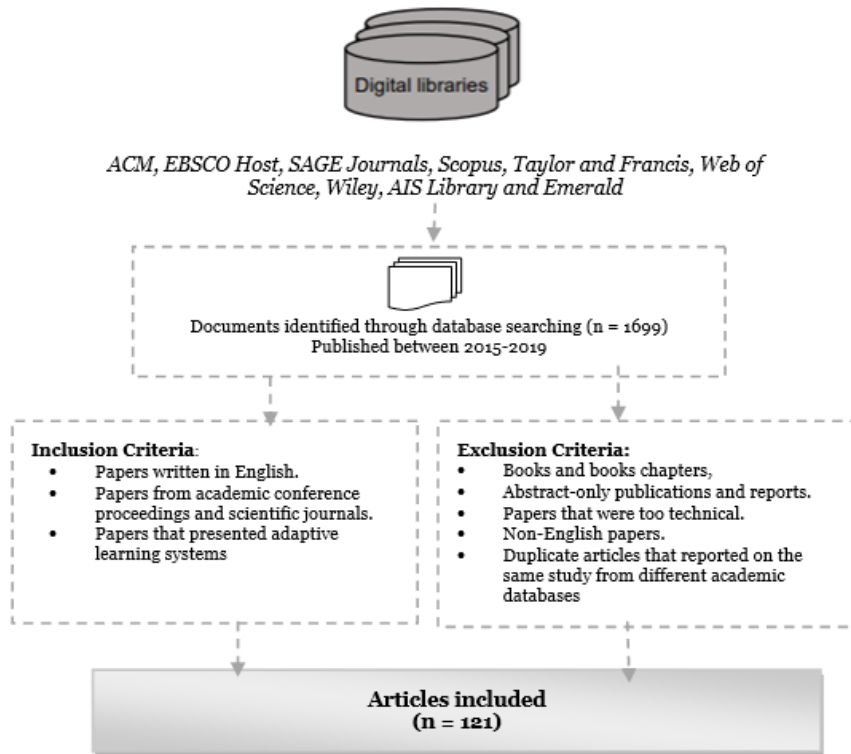 Digital libraries
ACM, EBSCO Host, SAGE Journals, Scopus, Taylor and Francis, Web of
Science, Wiley, AIS Library and Emerald
Documents identified through database searching (n = 1699)
Published between 2015-2019
Inclusion Criteria:
• Papers written in English.
• Papers from academic conference
proceedings and scientific journals.
• Papers that presented adaptive
learning systems
Exclusion Criteria:
• Books and books chapters,
• Abstract-only publications and reports.
• Papers that were too technical.
• Non-English papers.
• Duplicate articles that reported on the
same study from different academic
databases
Articles included
(n = 121)